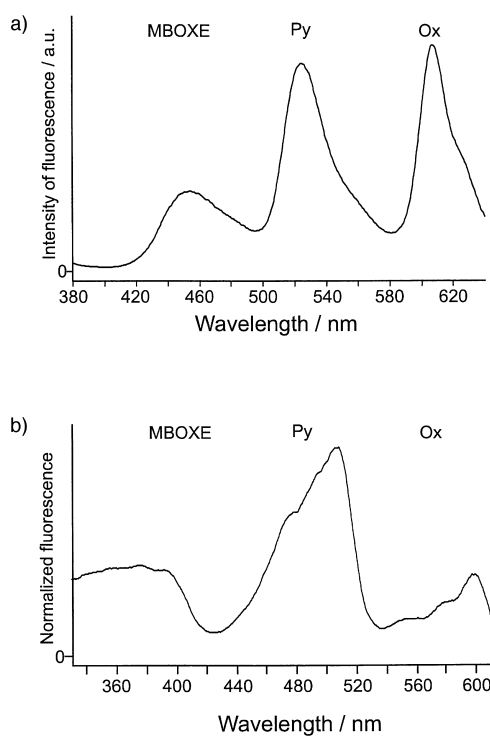 a)
MBOXE Py Ox
Intensity of fluorescence / a.u.
0
380 420 460 500 540 580 620
Wavelength / nm
b)
MBOXE Py Ox
Normalized fluorescence
0
360 400 440 480 520 560 600
Wavelength / nm